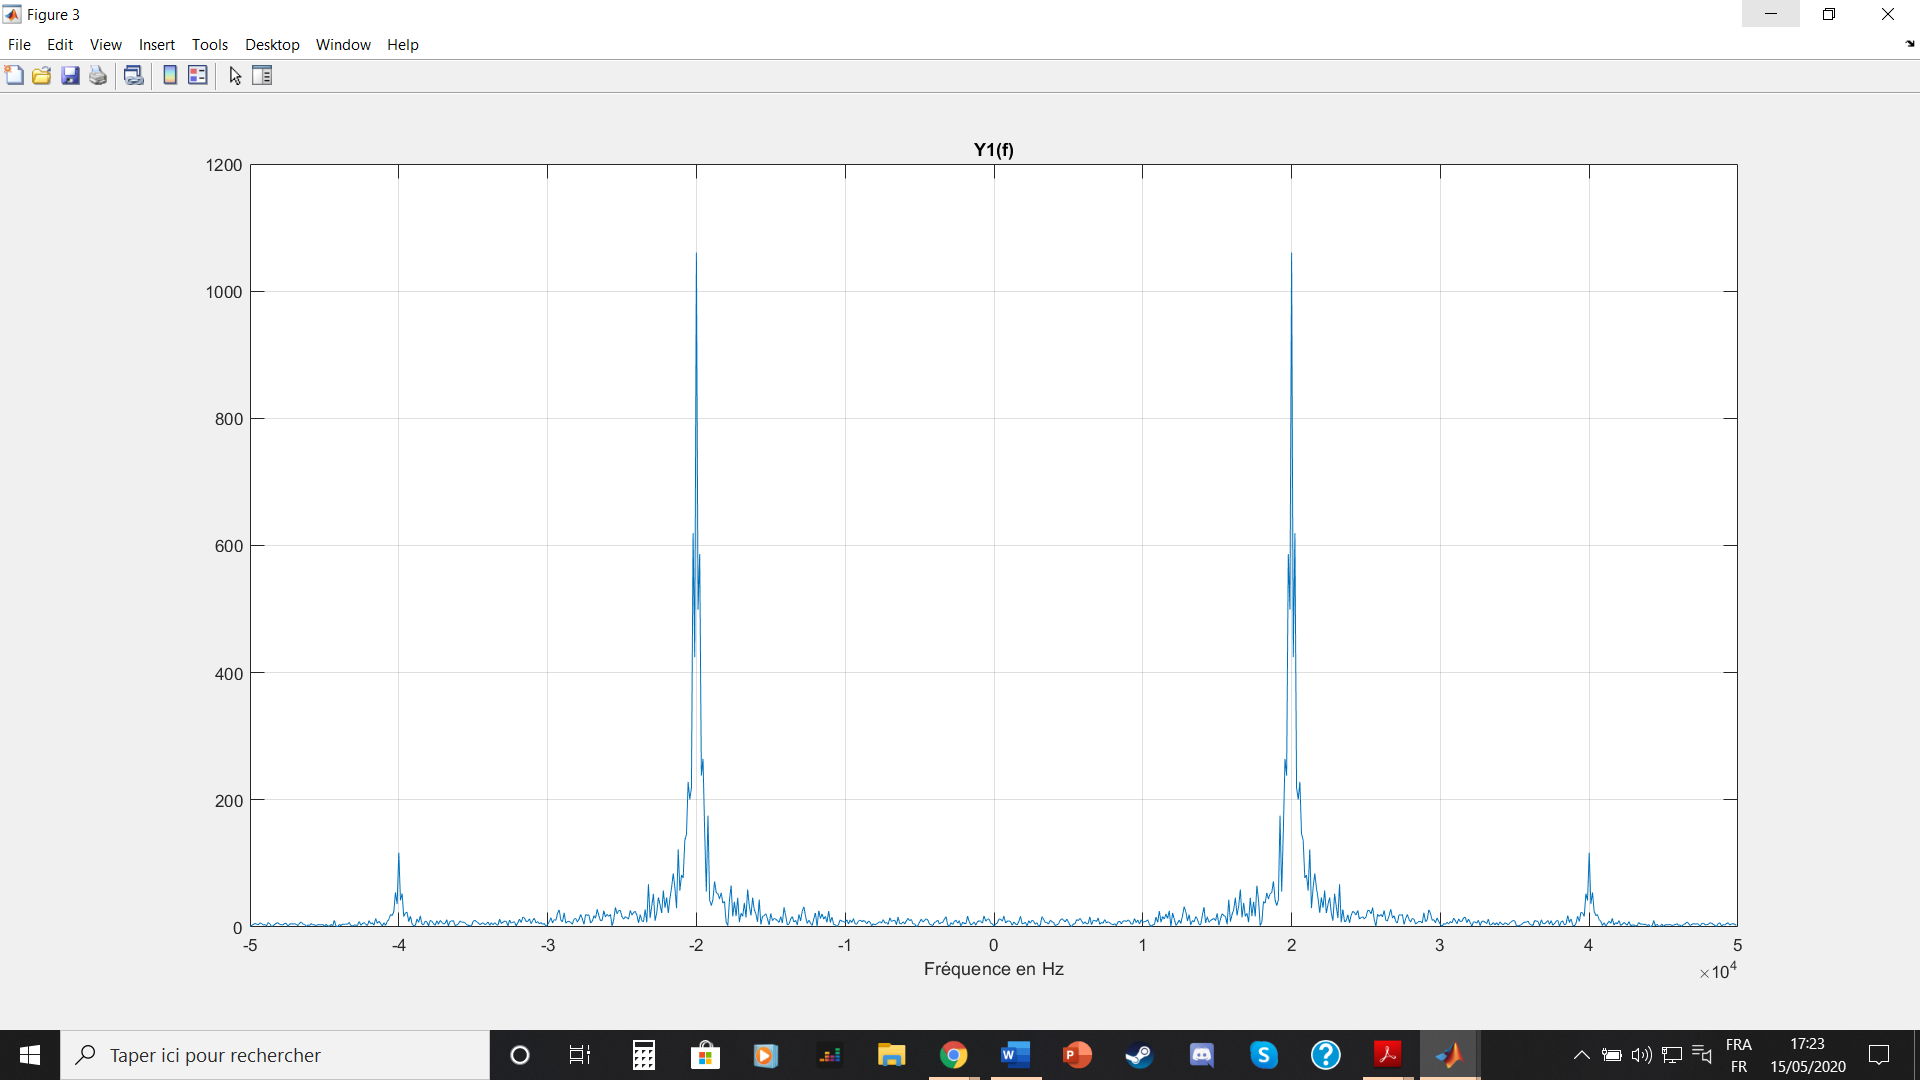 Figure 3
File Edit View Insert Tools Desktop Window Help
Y1(f)
1200
1000
800
600
400
200
0
-5 -4 -3 -2 -1 0 1 2 3 4 5
×10^4
Fréquence en Hz
Taper ici pour rechercher
W
P
S
?
FRA
FR
17:23
15/05/2020